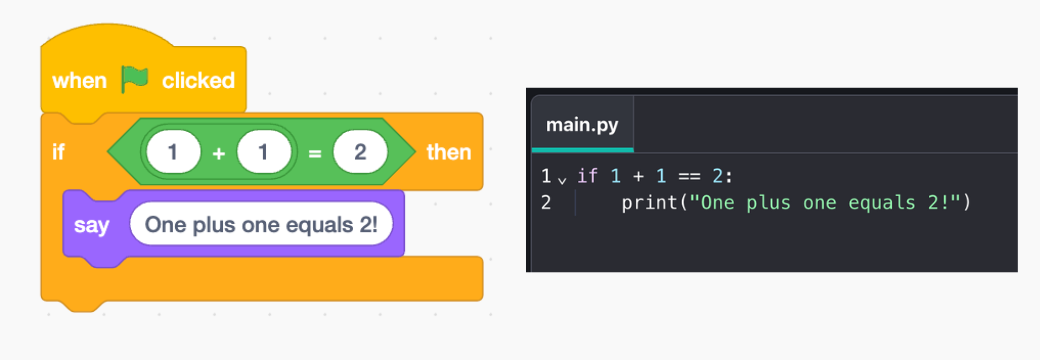 when clicked
if 1 + 1 = 2 then
say One plus one equals 2!
main.py
1 if 1 + 1 == 2:
2 print("One plus one equals 2!")